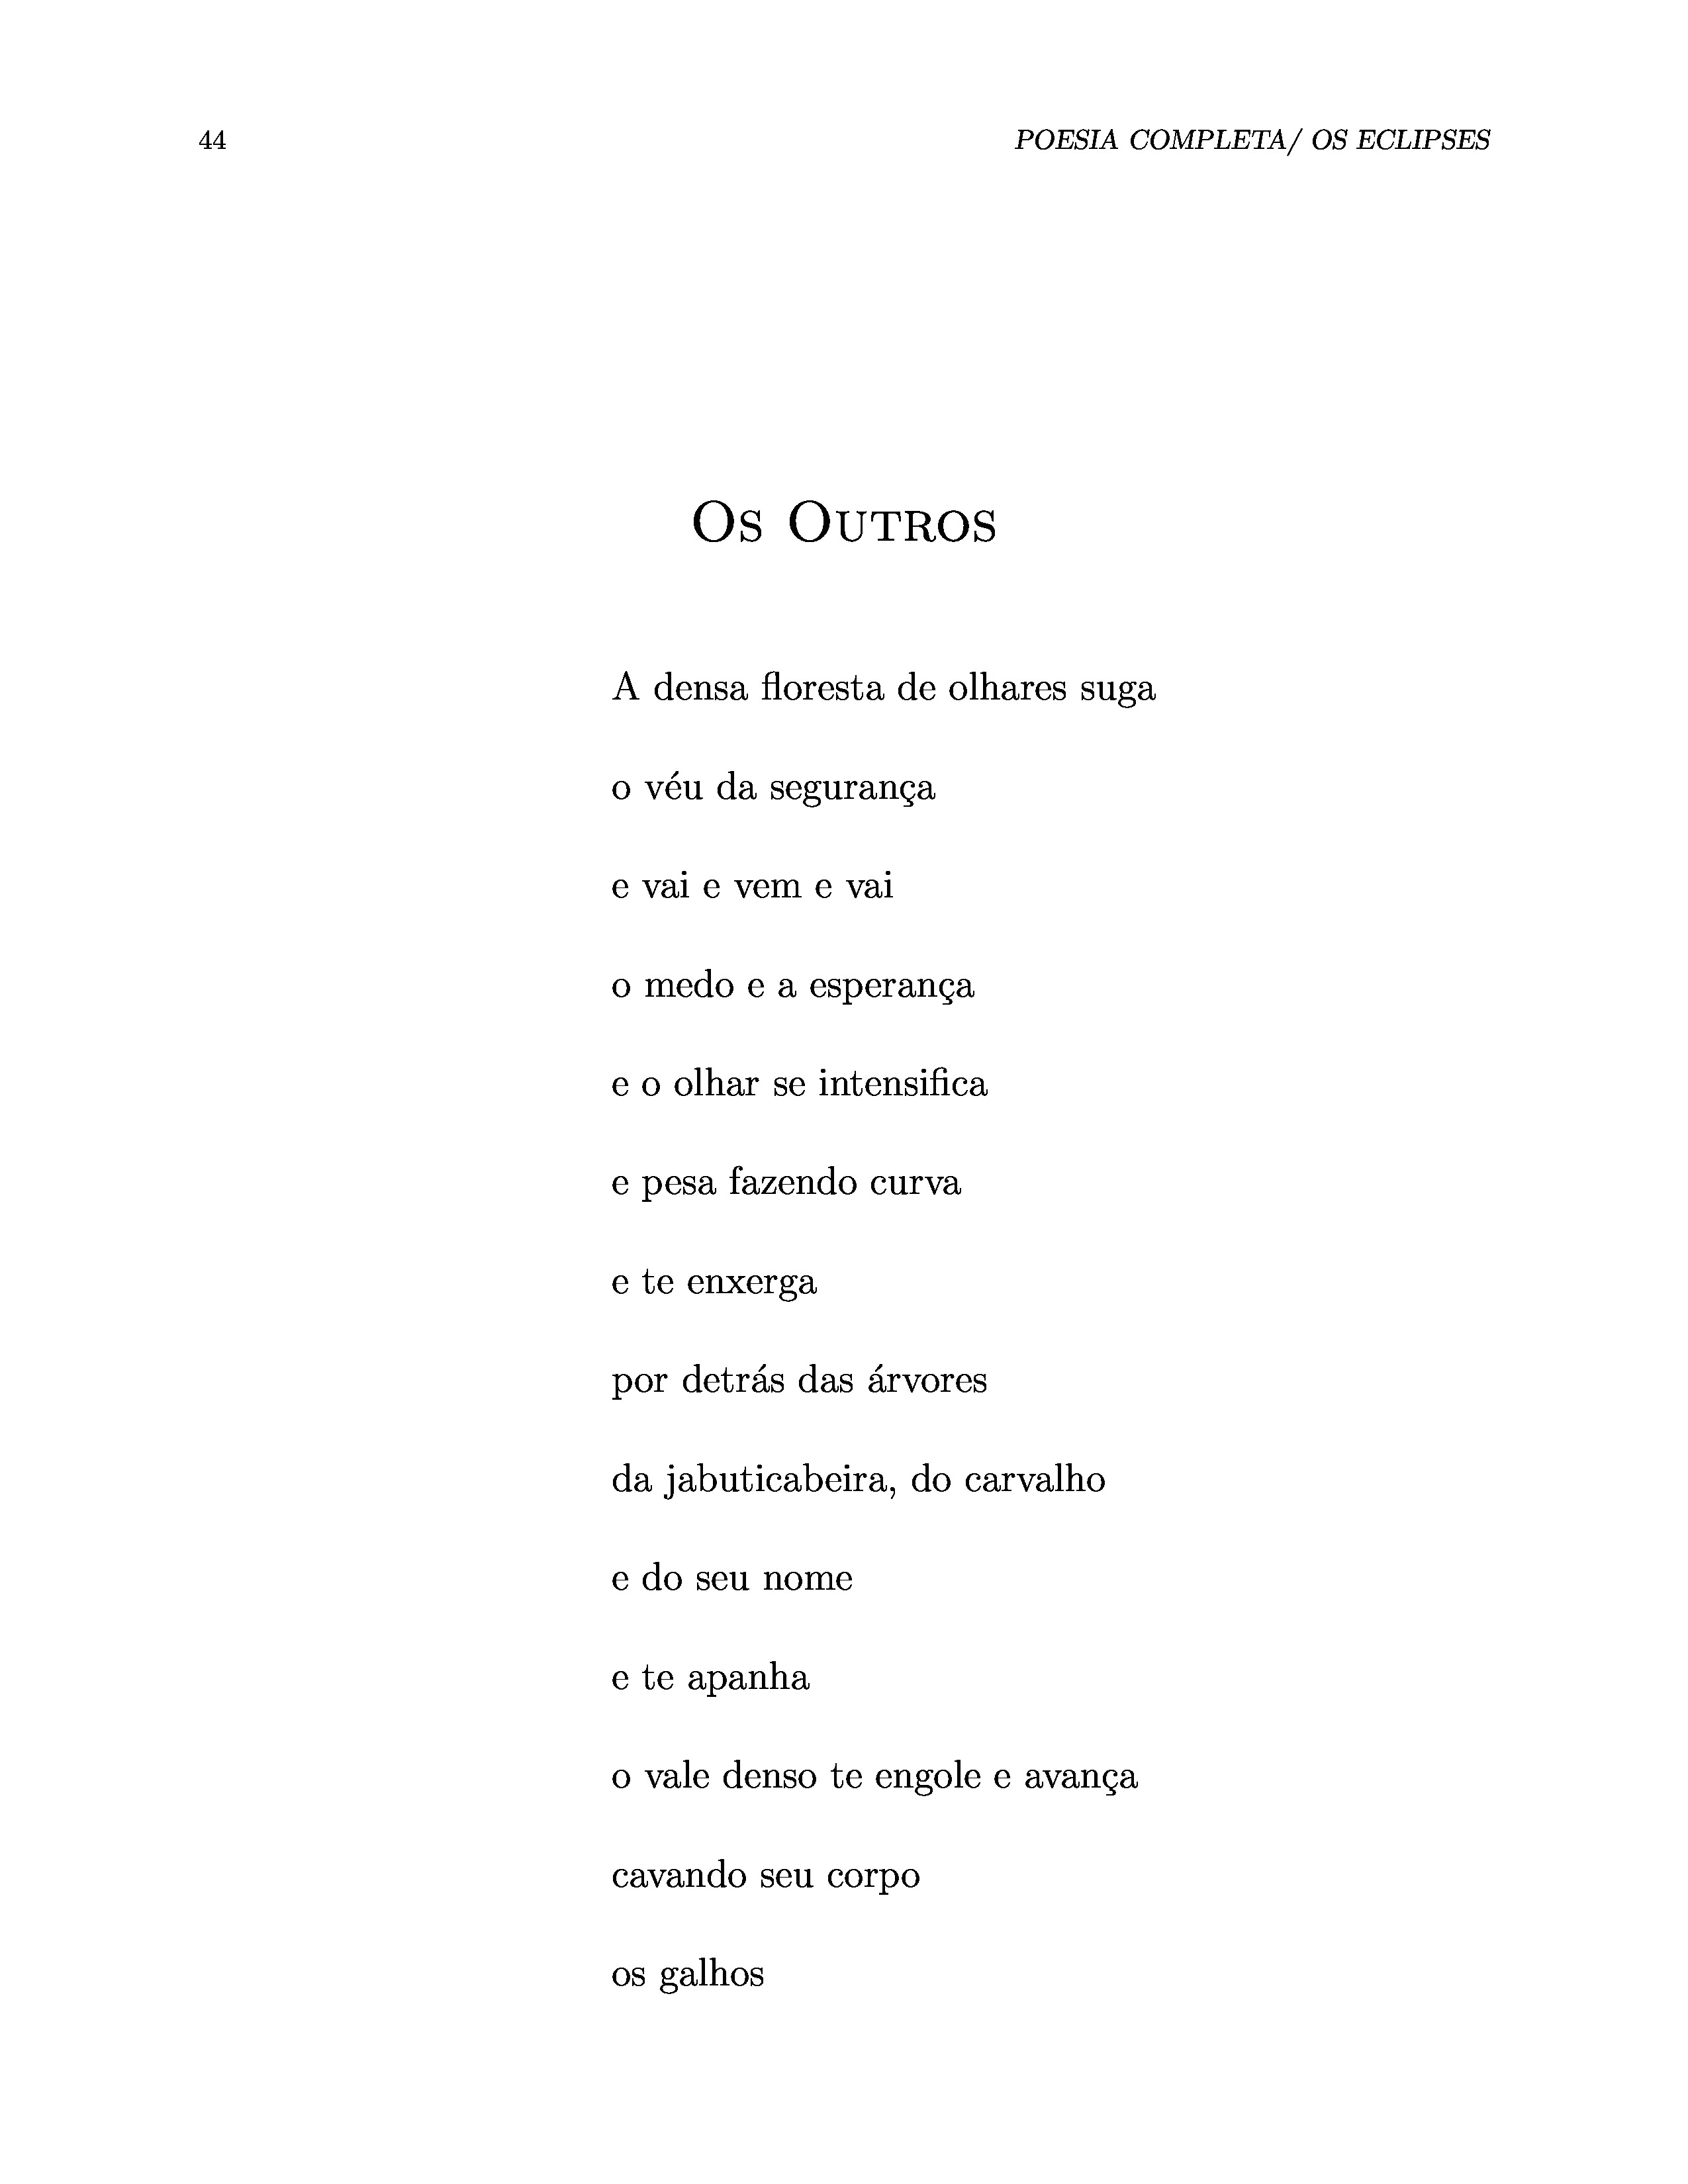 44 POESIA COMPLETA/ OS ECLIPSES
Os Outros
A densa floresta de olhares suga
o véu da segurança
e vai e vem e vai
o medo e a esperança
e o olhar se intensifica
e pesa fazendo curva
e te enxerga
por detrás das árvores
da jabuticabeira, do carvalho
e do seu nome
e te apanha
o vale denso te engole e avança
cavando seu corpo
os galhos